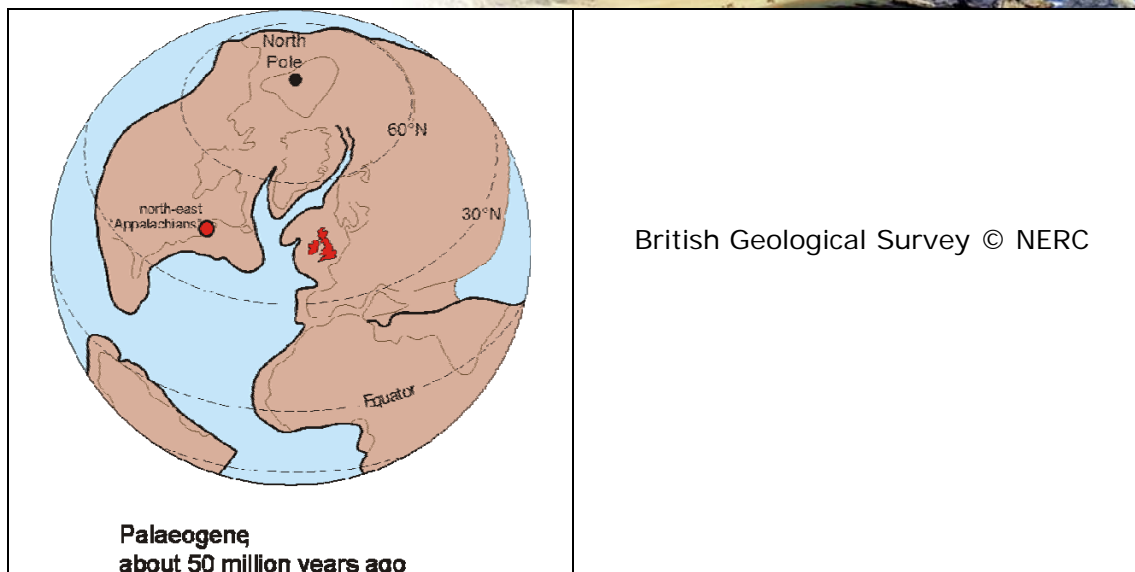 North
Pole
60°N
north-east
"Appalachians"
30°N
British Geological Survey © NERC
Equator
Palaeogene,
about 50 million years ago